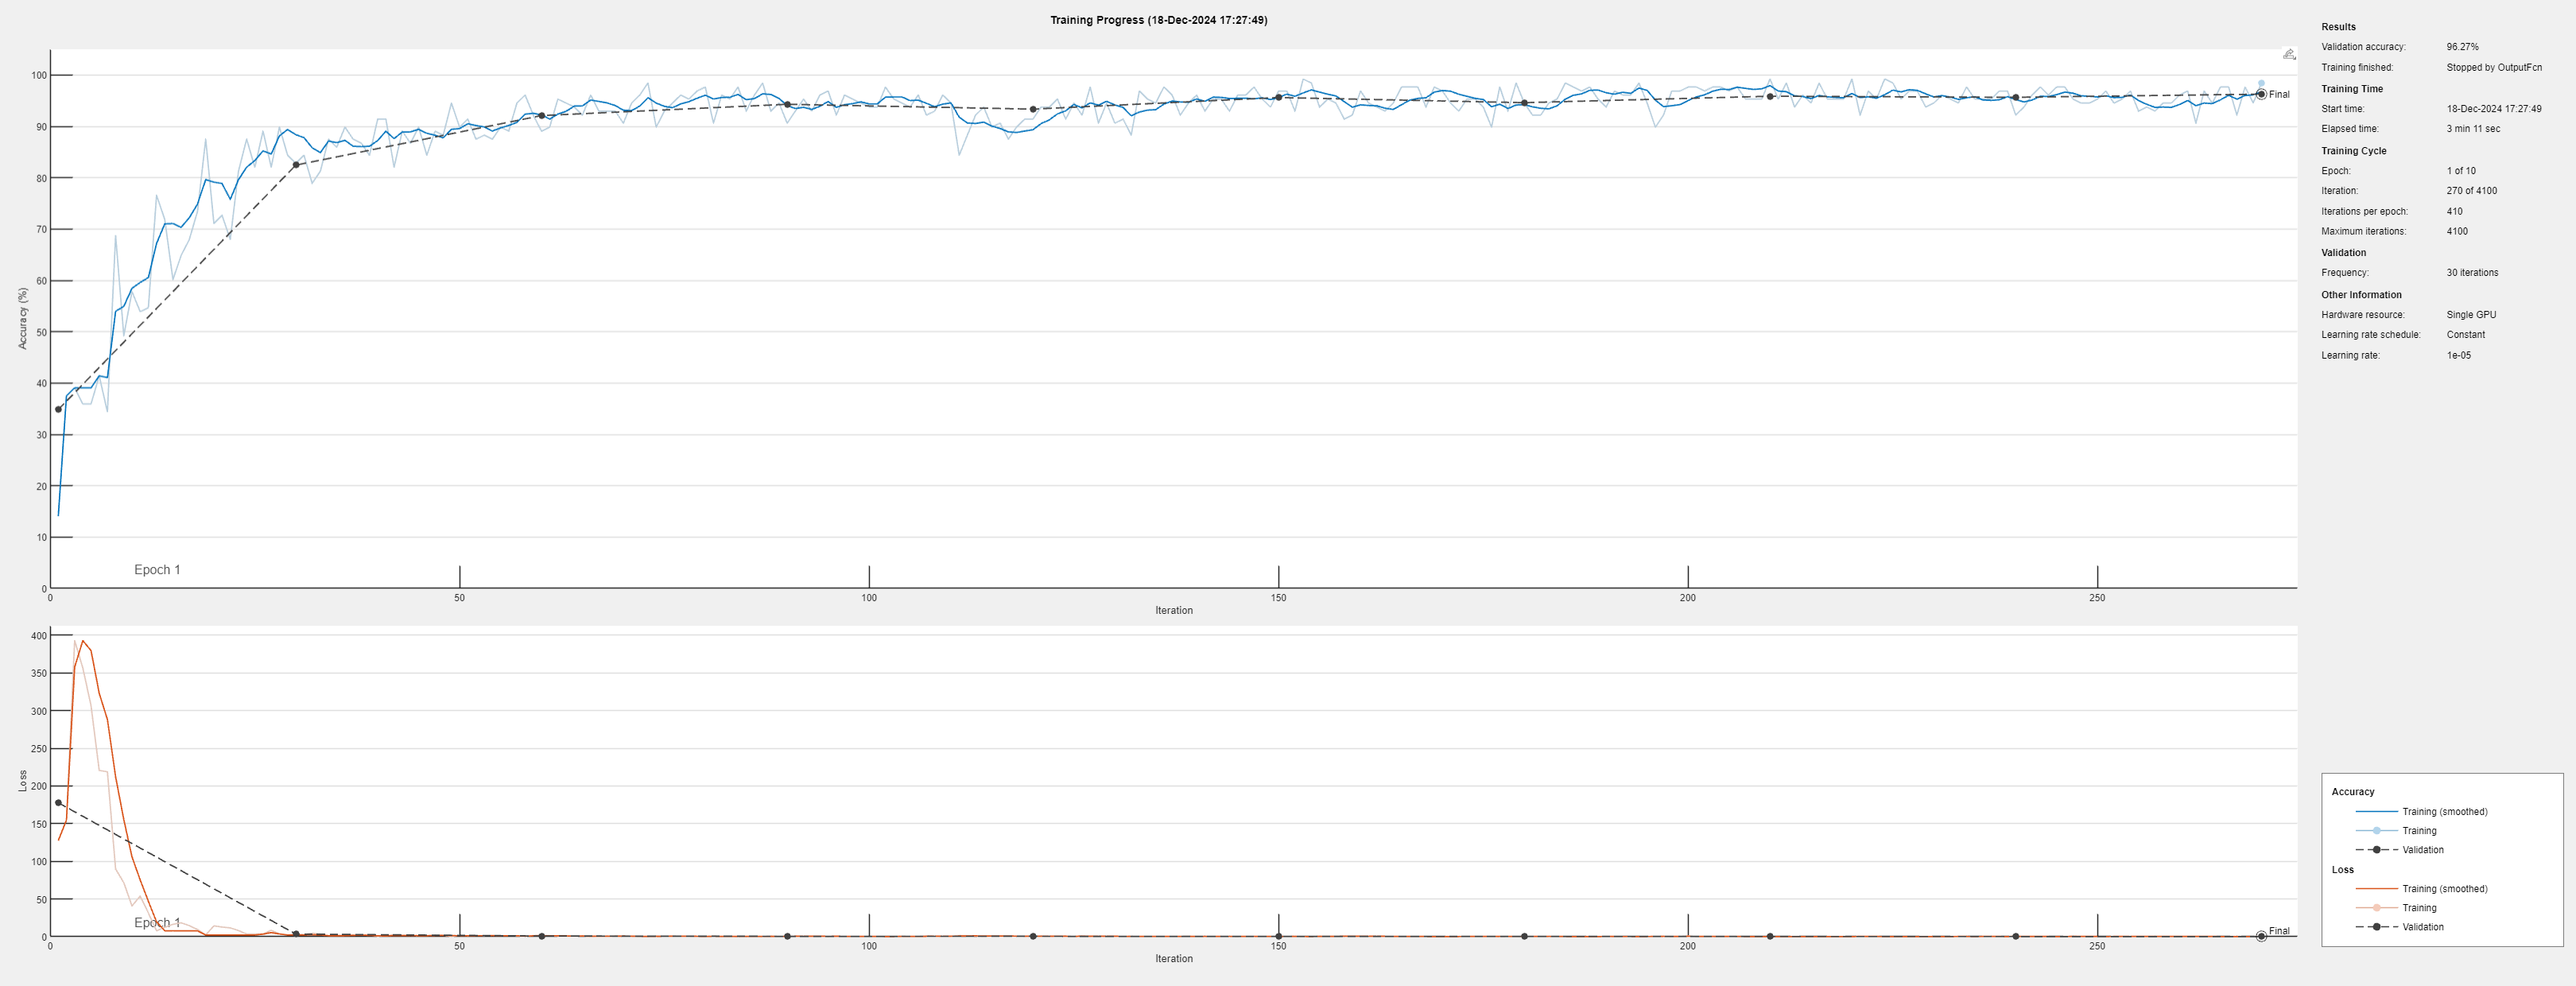 Training Progress (18-Dec-2024 17:27:49)
100
90
80
70
60
50
40
30
20
10
0
Accuracy (%)
Final
Epoch 1
0 50 100 150 200 250
Iteration
400
350
300
250
200
150
100
50
0
Loss
Final
Epoch 1
0 50 100 150 200 250
Iteration
Results
Validation accuracy: 96.27%
Training finished: Stopped by OutputFcn
Training Time
Start time: 18-Dec-2024 17:27:49
Elapsed time: 3 min 11 sec
Training Cycle
Epoch: 1 of 10
Iteration: 270 of 4100
Iterations per epoch: 410
Maximum iterations: 4100
Validation
Frequency: 30 iterations
Other Information
Hardware resource: Single GPU
Learning rate schedule: Constant
Learning rate: 1e-05
Accuracy
Training (smoothed)
Training
Validation
Loss
Training (smoothed)
Training
Validation